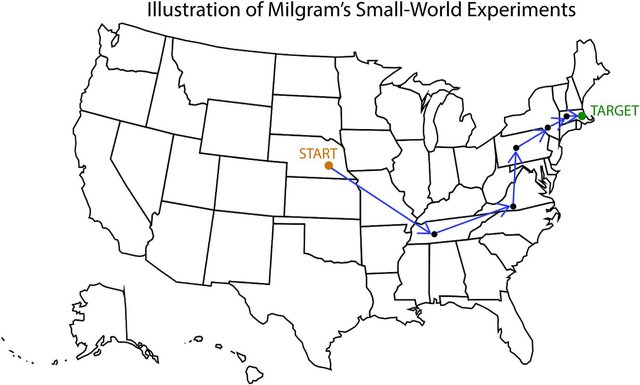 Illustration of Milgram’s Small-World Experiments
TARGET
START